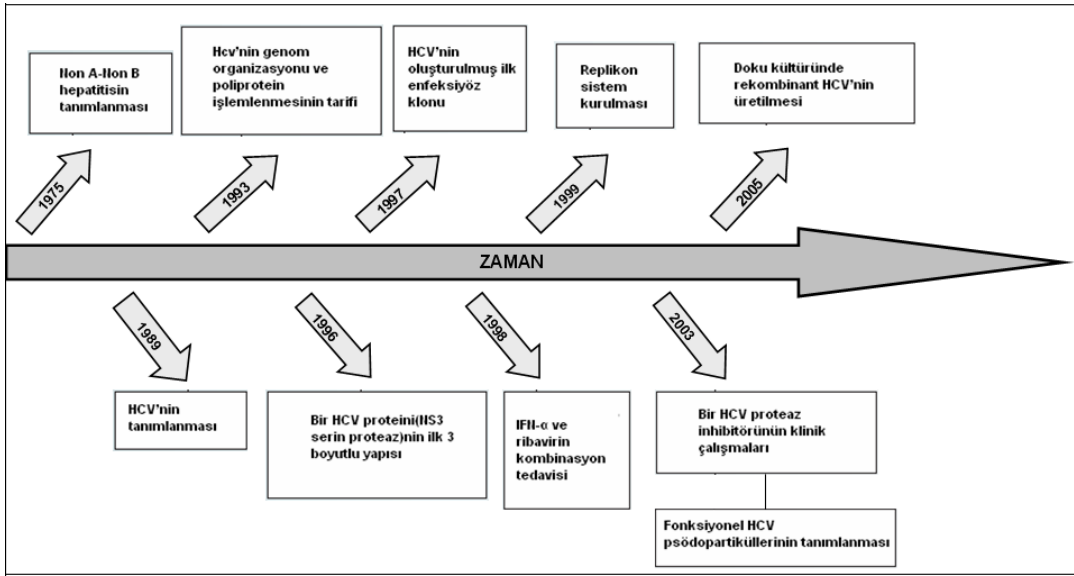 Non A-Non B
hepatitisin
tanımlanması
Hcv'nin genom
organizasyonu ve
poliprotein
işlemlenmesinin tarifi
HCV'nin
oluşturulmuş ilk
enfeksiyöz
klonu
Replikon
sistem
kurulması
Doku kültüründe
rekombinant HCV'nin
üretilmesi
1975
1993
1997
1999
2005
ZAMAN
1989
1996
1998
2003
HCV'nin
tanımlanması
Bir HCV proteini(NS3
serin proteaz)nin ilk 3
boyutlu yapısı
IFN-α ve
ribavirin
kombinasyon
tedavisi
Bir HCV proteaz
inhibitörünün klinik
çalışmaları
Fonksiyonel HCV
psödopartiküllerinin tanımlanması